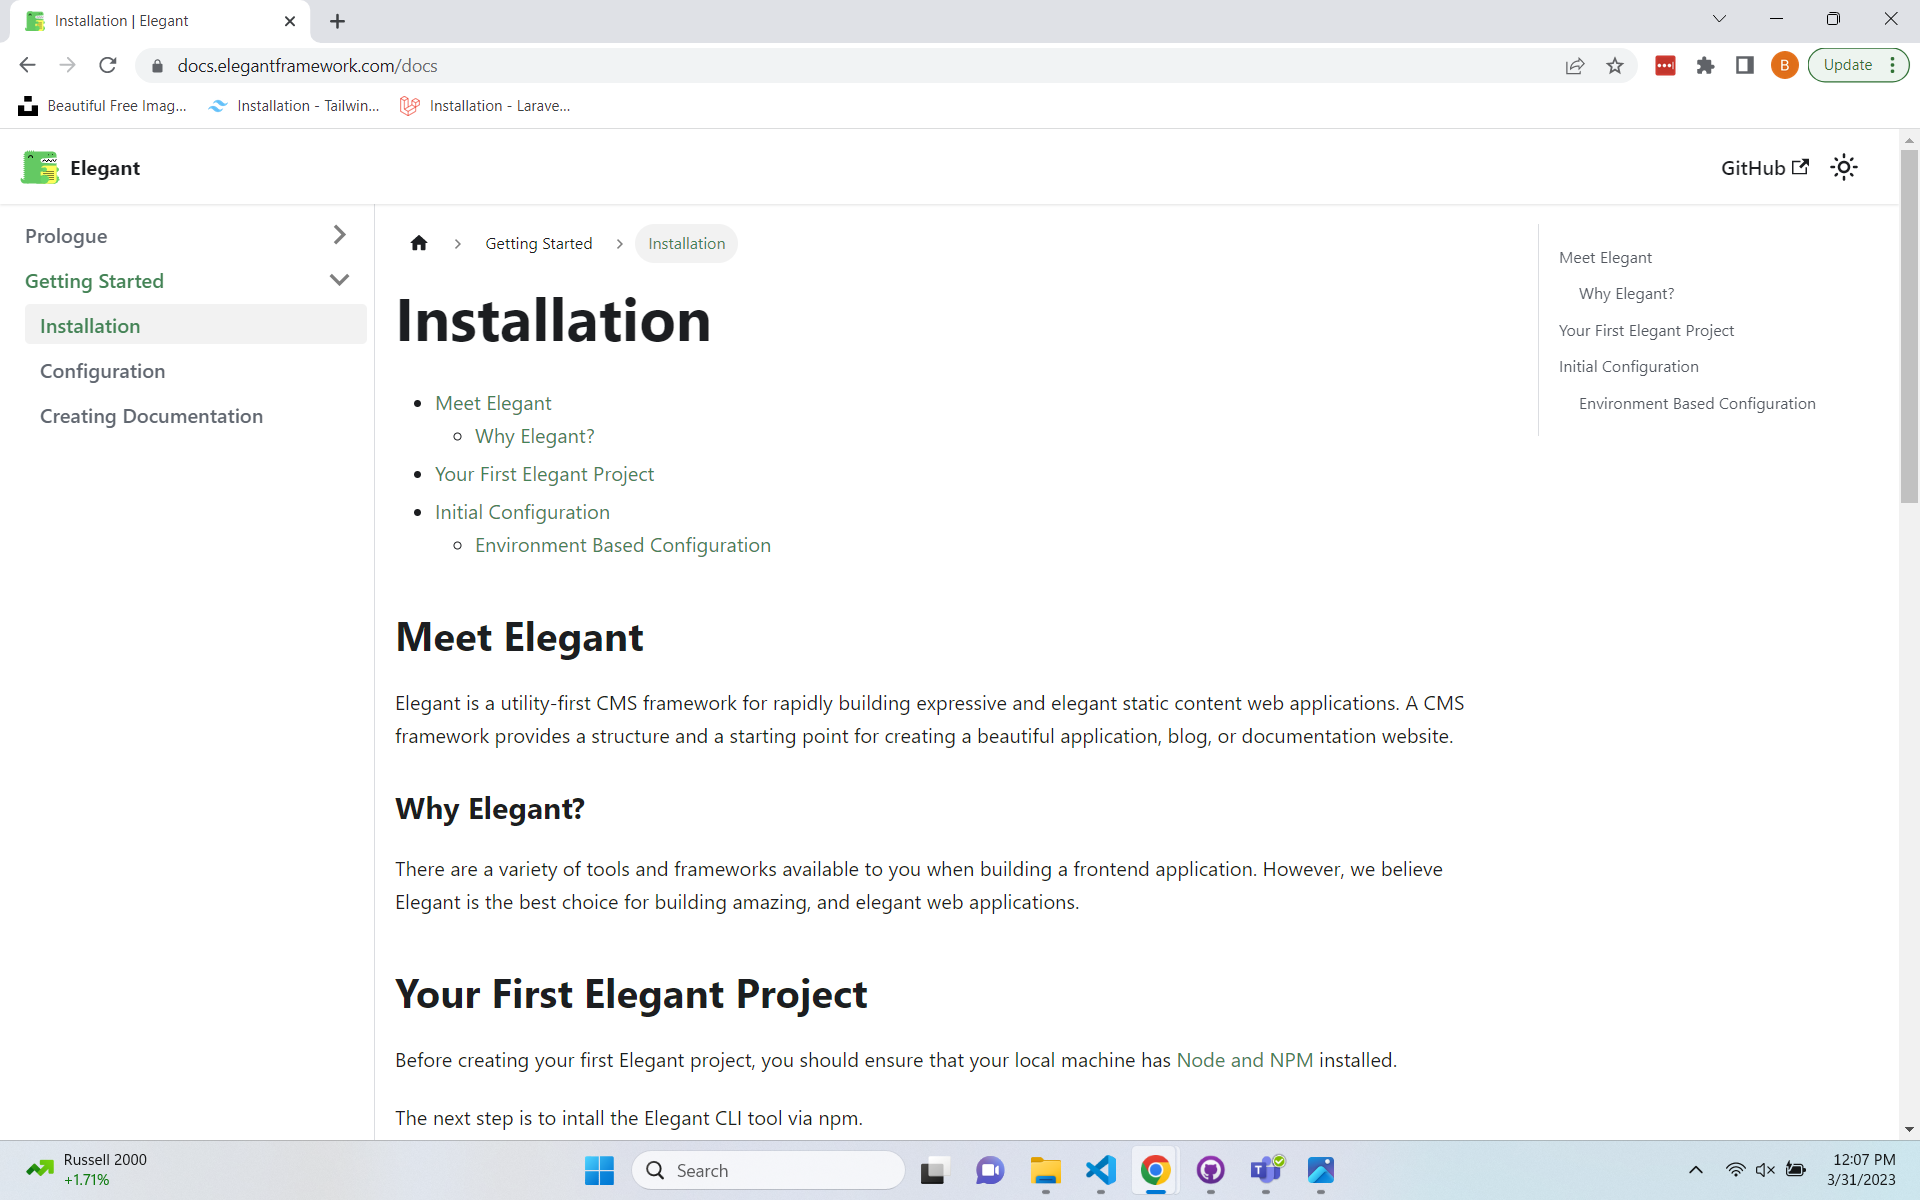 Installation | Elegant
docs.elegantframework.com/docs
B
Update
Beautiful Free Imag...
Installation - Tailwin...
Installation - Larave...
Elegant
GitHub
Prologue
Getting Started
Installation
Configuration
Creating Documentation
Getting Started
Installation
Installation
Meet Elegant
Why Elegant?
Your First Elegant Project
Initial Configuration
Environment Based Configuration
Meet Elegant
Elegant is a utility-first CMS framework for rapidly building expressive and elegant static content web applications. A CMS
framework provides a structure and a starting point for creating a beautiful application, blog, or documentation website.
Why Elegant?
There are a variety of tools and frameworks available to you when building a frontend application. However, we believe
Elegant is the best choice for building amazing, and elegant web applications.
Your First Elegant Project
Before creating your first Elegant project, you should ensure that your local machine has Node and NPM installed.
The next step is to intall the Elegant CLI tool via npm.
Meet Elegant
Why Elegant?
Your First Elegant Project
Initial Configuration
Environment Based Configuration
Russell 2000
+1.71%
Search
12:07 PM
3/31/2023